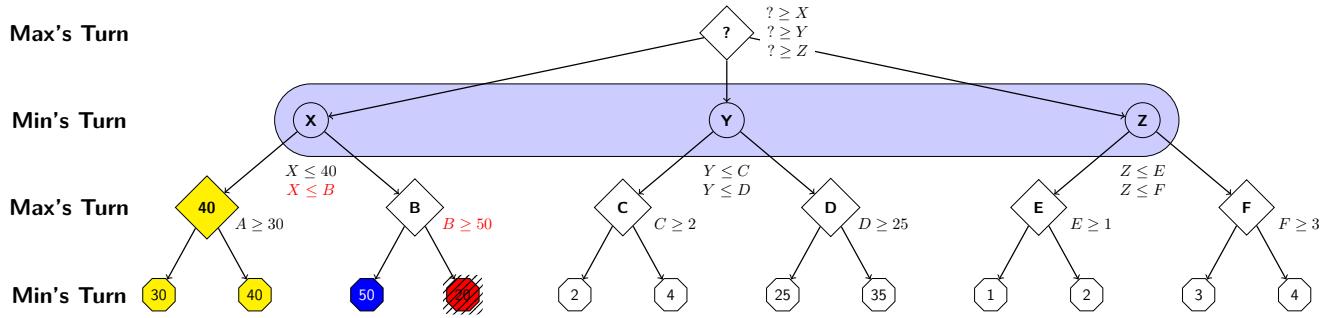 Max's Turn
?
? ≥ X
? ≥ Y
? ≥ Z
Min's Turn
X
Y
Z
X ≤ 40
X ≤ B
Y ≤ C
Y ≤ D
Z ≤ E
Z ≤ F
Max's Turn
40
A ≥ 30
B
B ≥ 50
C
C ≥ 2
D
D ≥ 25
E
E ≥ 1
F
F ≥ 3
Min's Turn
30
40
50
20
2
4
25
35
1
2
3
4